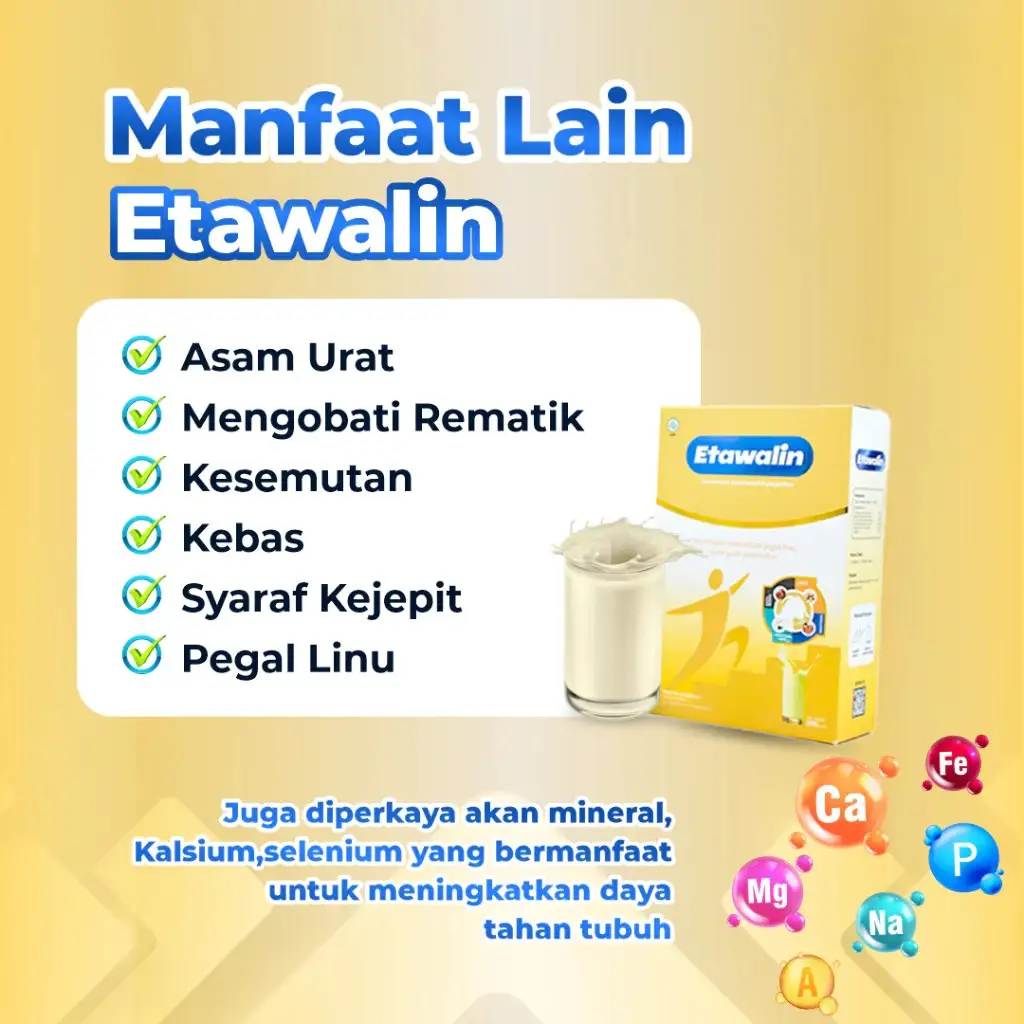 Manfaat Lain
Etawalin
Asam Urat
Mengobati Rematik
Kesemutan
Kebas
Syaraf Kejepit
Pegal Linu
Etawalin
Etawalin
Juga diperkaya akan mineral,
Kalsium,selenium yang bermanfaat
untuk meningkatkan daya
tahan tubuh
Fe
Ca
P
Mg
Na
A